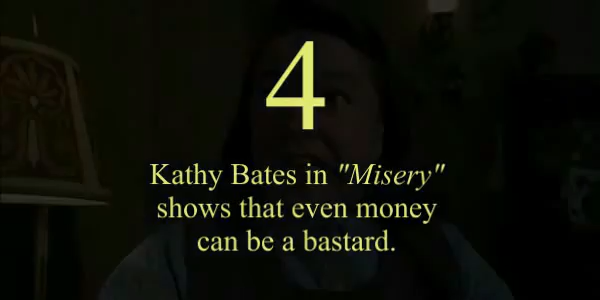 4
Kathy Bates in "Misery"
shows that even money
can be a bastard.